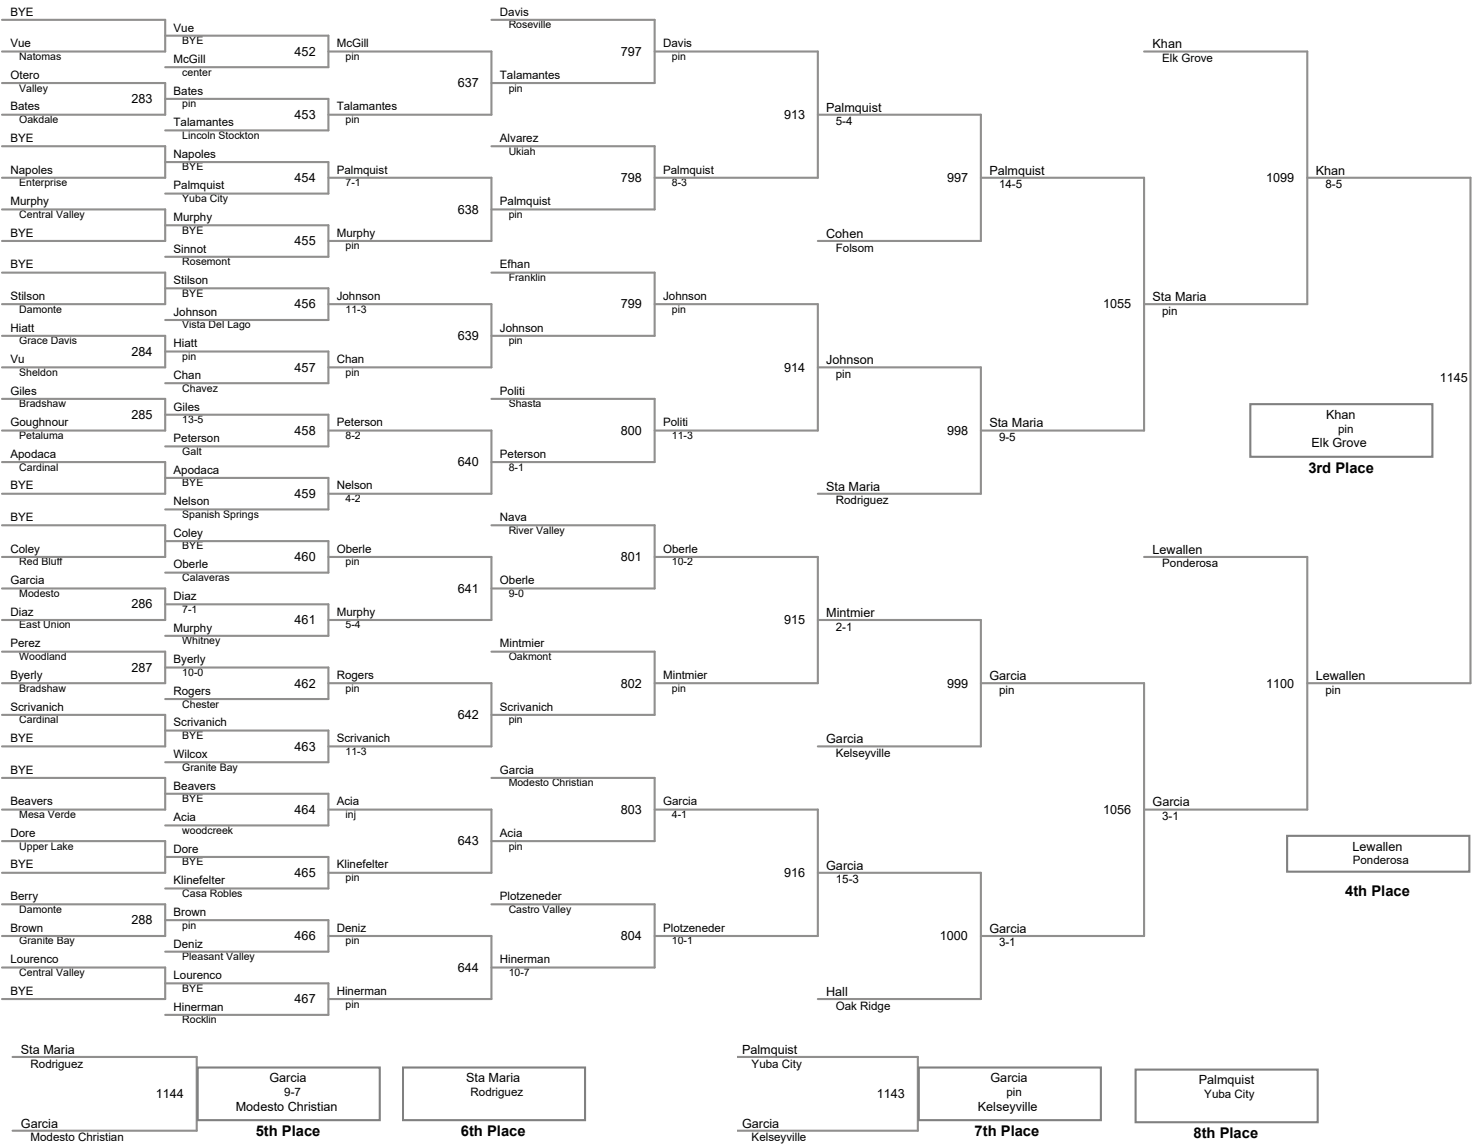 BYE
Vue
Natomas
Otero
Valley
283
Bates
Oakdale
BYE
Napoles
Enterprise
Murphy
Central Valley
BYE
BYE
Stilson
Damonte
Hiatt
Grace Davis
284
Vu
Sheldon
Giles
Bradshaw
285
Goughnour
Petaluma
Apodaca
Cardinal
BYE
BYE
Coley
Red Bluff
Garcia
Modesto
286
Diaz
East Union
Perez
Woodland
287
Byerly
Bradshaw
Scrivanich
Cardinal
BYE
BYE
Beavers
Mesa Verde
Dore
Upper Lake
BYE
Berry
Damonte
288
Brown
Granite Bay
Lourenco
Central Valley
BYE
Vue
BYE
452
McGill
center
Bates
pin
453
Talamantes
Lincoln Stockton
Napoles
BYE
454
Palmquist
Yuba City
Murphy
BYE
455
Sinnot
Rosemont
Stilson
BYE
456
Johnson
Vista Del Lago
Hiatt
pin
457
Chan
Chavez
Giles
13-5
458
Peterson
Galt
Apodaca
BYE
459
Nelson
Spanish Springs
Coley
BYE
460
Oberle
Calaveras
Diaz
7-1
461
Murphy
Whitney
Byerly
10-0
462
Rogers
Chester
Scrivanich
BYE
463
Wilcox
Granite Bay
Beavers
BYE
464
Acia
woodcreek
Dore
BYE
465
Klinefelter
Casa Robles
Brown
pin
466
Deniz
Pleasant Valley
Lourenco
BYE
467
Hinerman
Rocklin
McGill
pin
637
Talamantes
pin
Palmquist
7-1
638
Murphy
pin
Johnson
11-3
639
Chan
pin
Peterson
8-2
640
Nelson
4-2
Oberle
pin
641
Murphy
5-4
Rogers
pin
642
Scrivanich
11-3
Acia
inj
643
Klinefelter
pin
Deniz
pin
644
Hinerman
pin
Davis
Roseville
797
Talamantes
pin
Alvarez
Ukiah
798
Palmquist
pin
Efhan
Franklin
799
Johnson
pin
Politi
Shasta
800
Peterson
8-1
Nava
River Valley
801
Oberle
9-0
Mintmier
Oakmont
802
Scrivanich
pin
Garcia
Modesto Christian
803
Acia
pin
Plotzeneder
Castro Valley
804
Hinerman
10-7
Davis
pin
913
Palmquist
8-3
Johnson
pin
914
Politi
11-3
Oberle
10-2
915
Mintmier
pin
Garcia
4-1
916
Plotzeneder
10-1
Palmquist
5-4
997
Cohen
Folsom
Johnson
pin
998
Sta Maria
Rodriguez
Mintmier
2-1
999
Garcia
Kelseyville
Garcia
15-3
1000
Hall
Oak Ridge
Palmquist
14-5
1055
Sta Maria
9-5
Garcia
pin
1056
Garcia
3-1
Khan
Elk Grove
1099
Sta Maria
pin
Lewallen
Ponderosa
1100
Garcia
3-1
Khan
8-5
1145
Lewallen
pin
Khan
pin
Elk Grove
3rd Place
Lewallen
Ponderosa
4th Place
Sta Maria
Rodriguez
1144
Garcia
Modesto Christian
Garcia
9-7
Modesto Christian
5th Place
Sta Maria
Rodriguez
6th Place
Palmquist
Yuba City
1143
Garcia
Kelseyville
Garcia
pin
Kelseyville
7th Place
Palmquist
Yuba City
8th Place